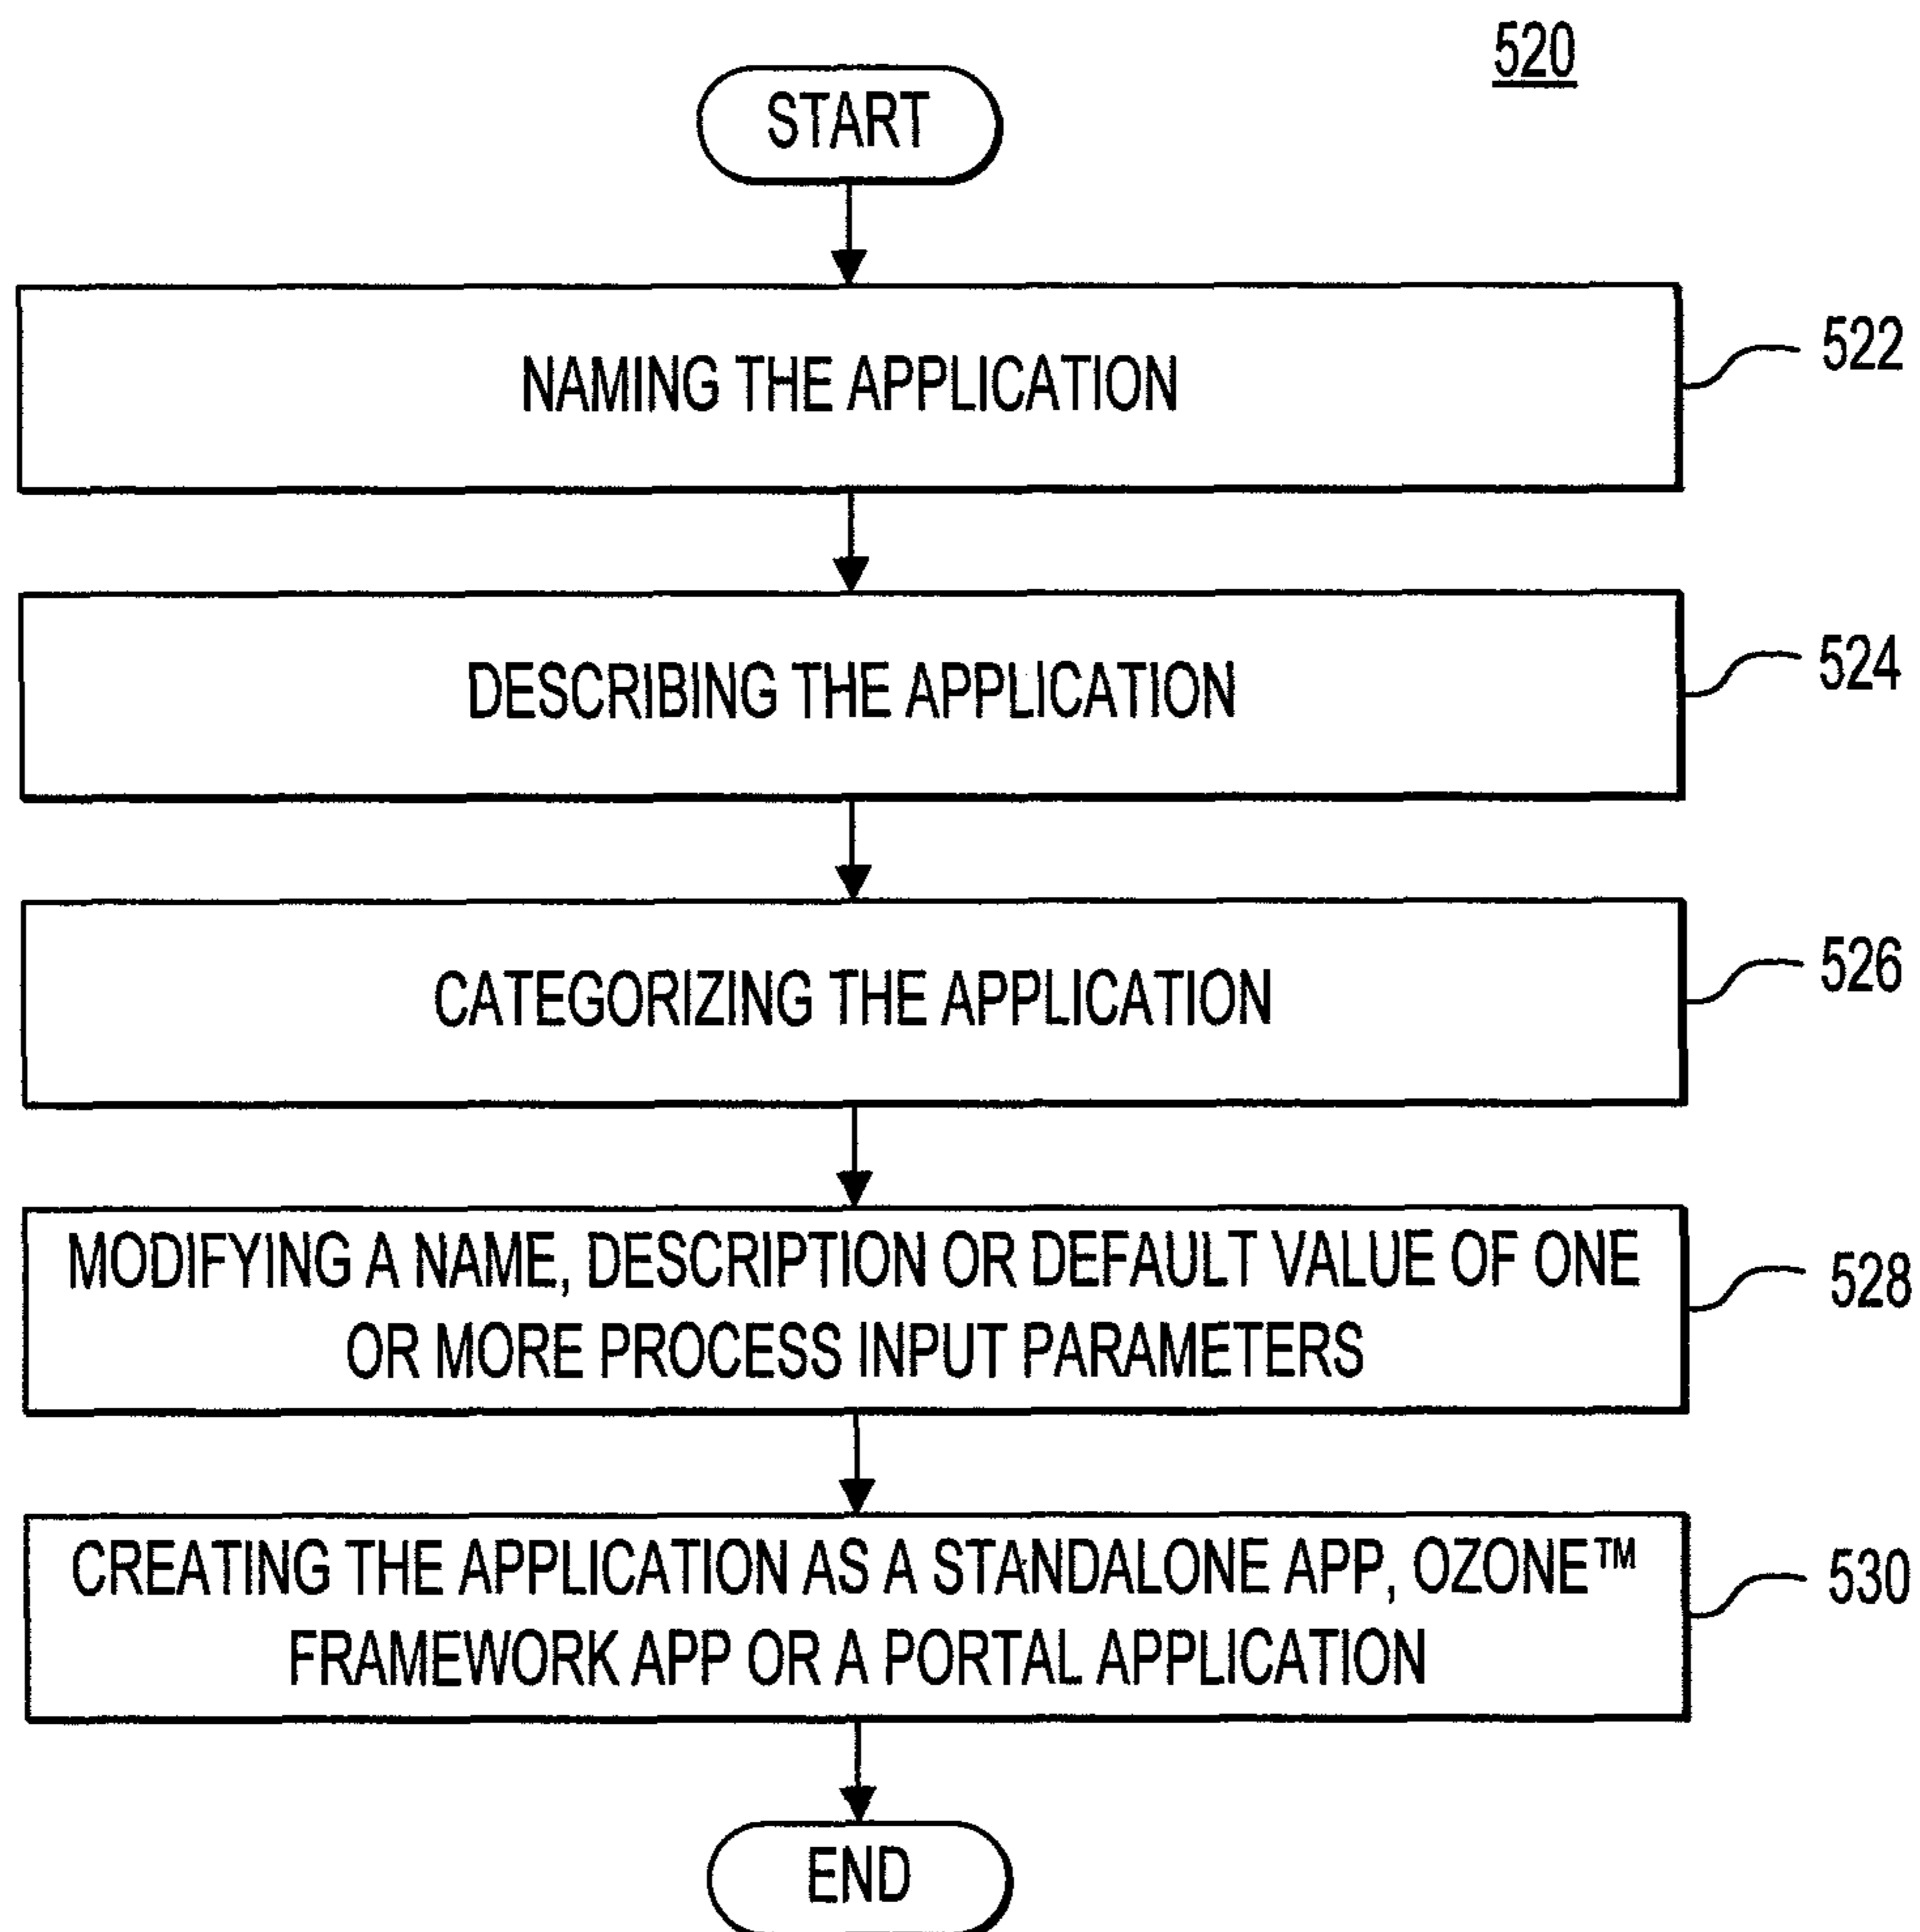 520
START
NAMING THE APPLICATION
522
DESCRIBING THE APPLICATION
524
CATEGORIZING THE APPLICATION
526
MODIFYING A NAME, DESCRIPTION OR DEFAULT VALUE OF ONE
OR MORE PROCESS INPUT PARAMETERS
528
CREATING THE APPLICATION AS A STANDALONE APP, OZONE™
FRAMEWORK APP OR A PORTAL APPLICATION
530
END